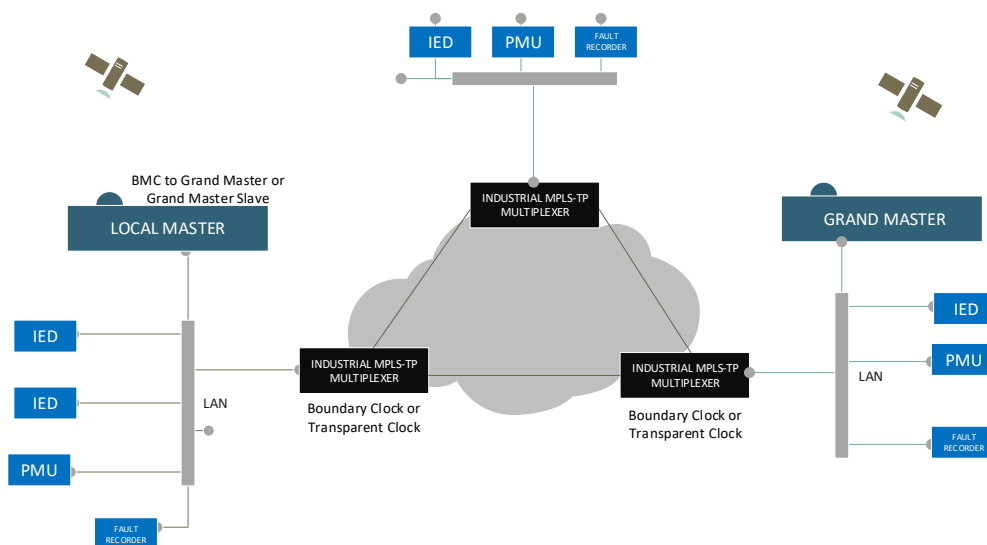 IED
PMU
FAULT
RECORDER
BMC to Grand Master or
Grand Master Slave
LOCAL MASTER
INDUSTRIAL MPLS-TP
MULTIPLEXER
GRAND MASTER
IED
IED
LAN
PMU
FAULT
RECORDER
INDUSTRIAL MPLS-TP
MULTIPLEXER
Boundary Clock or
Transparent Clock
INDUSTRIAL MPLS-TP
MULTIPLEXER
Boundary Clock or
Transparent Clock
LAN
IED
PMU
FAULT
RECORDER